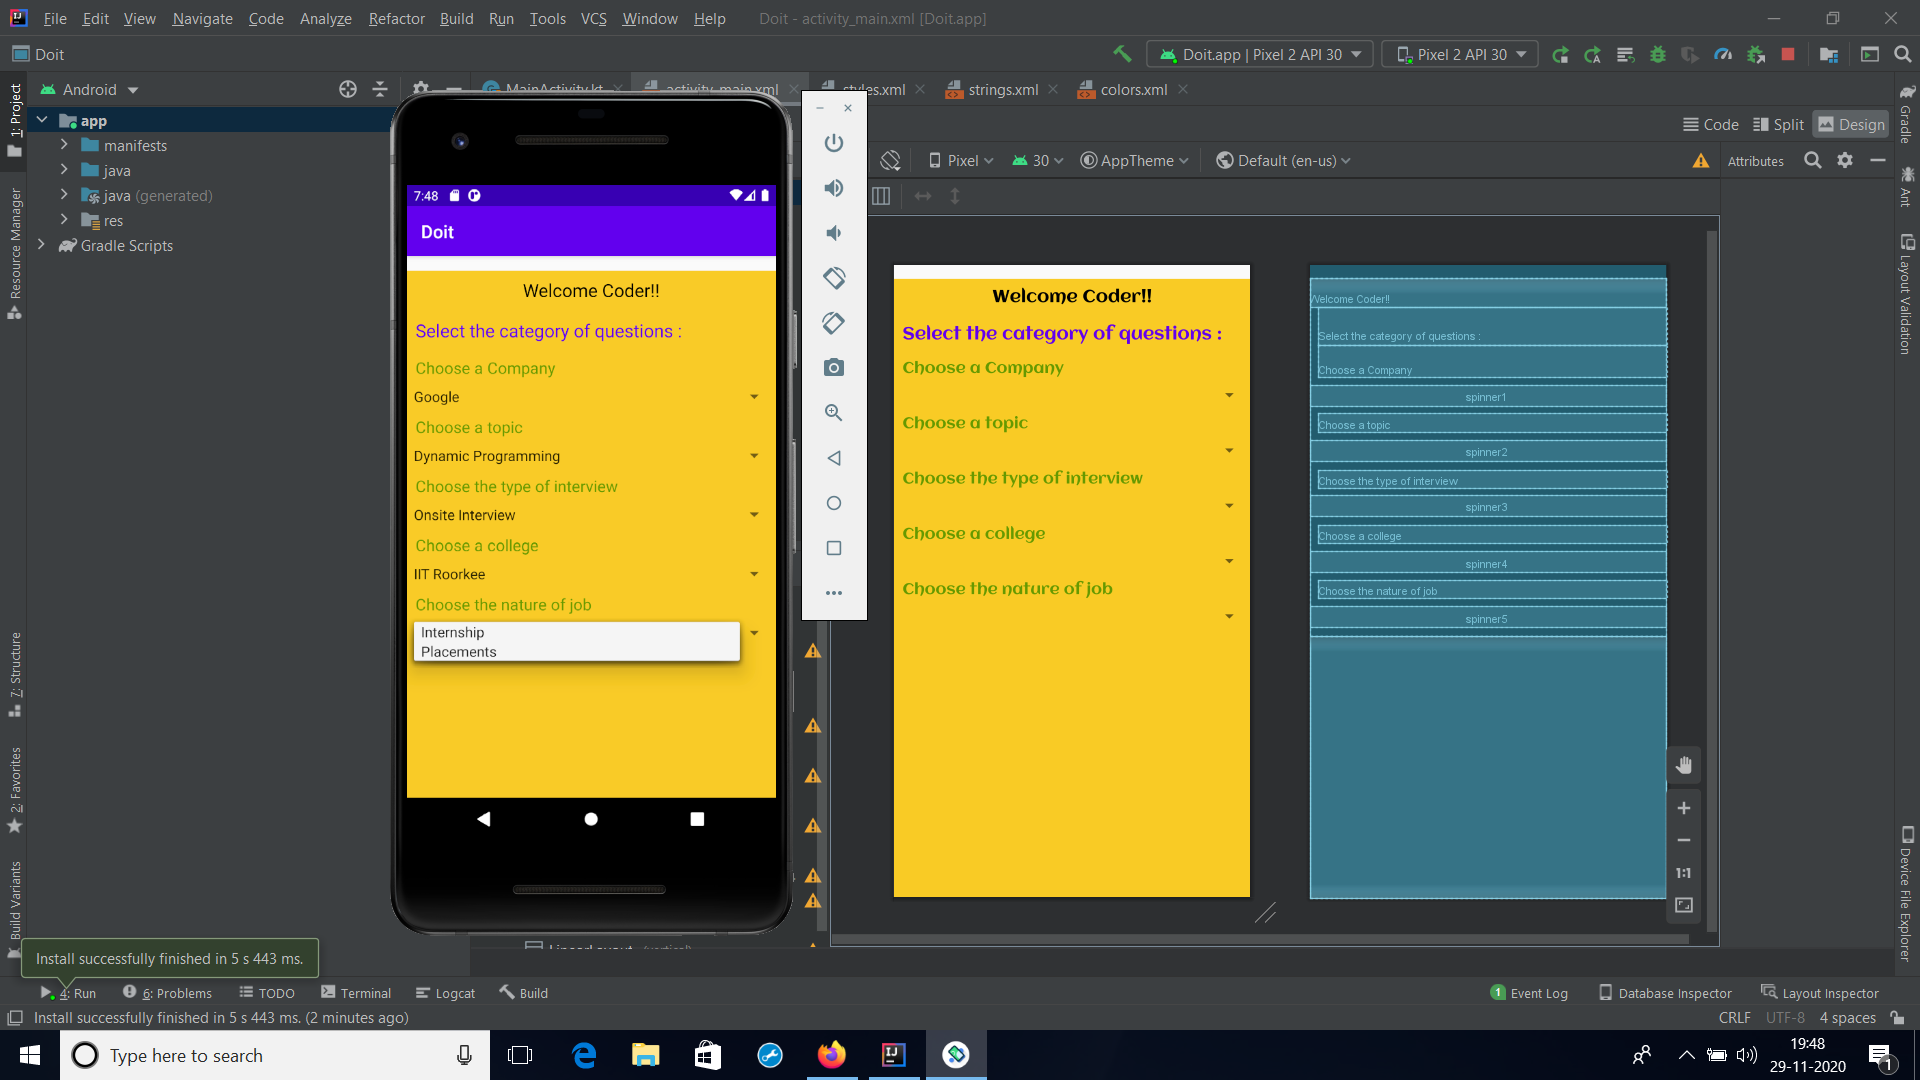 File Edit View Navigate Code Analyze Refactor Build Run Tools VCS Window Help Doit - activity_main.xml [Doit.app]
Doit
Doit.app | Pixel 2 API 30
Pixel 2 API 30
1: Project
Resource Manager
7: Structure
2: Favorites
Build Variants
Android
app
manifests
java
java (generated)
res
Gradle Scripts
MainActivity.kt
activity_main.xml
styles.xml
strings.xml
colors.xml
Code Split Design
Pixel 30 AppTheme Default (en-us)
Attributes
7:48
Doit
Welcome Coder!!
Select the category of questions :
Choose a Company
Google
Choose a topic
Dynamic Programming
Choose the type of interview
Onsite Interview
Choose a college
IIT Roorkee
Choose the nature of job
Internship
Placements
Welcome Coder!!
Select the category of questions :
Choose a Company
Choose a topic
Choose the type of interview
Choose a college
Choose the nature of job
Welcome Coder!!
Select the category of questions :
Choose a Company
spinner1
Choose a topic
spinner2
Choose the type of interview
spinner3
Choose a college
spinner4
Choose the nature of job
spinner5
1:1
Gradle
Ant
Layout Validation
Device File Explorer
LinearLayout (vertical)
Install successfully finished in 5 s 443 ms.
4: Run 6: Problems TODO Terminal Logcat Build
1 Event Log Database Inspector Layout Inspector
Install successfully finished in 5 s 443 ms. (2 minutes ago)
CRLF UTF-8 4 spaces
Type here to search
19:48
29-11-2020
1